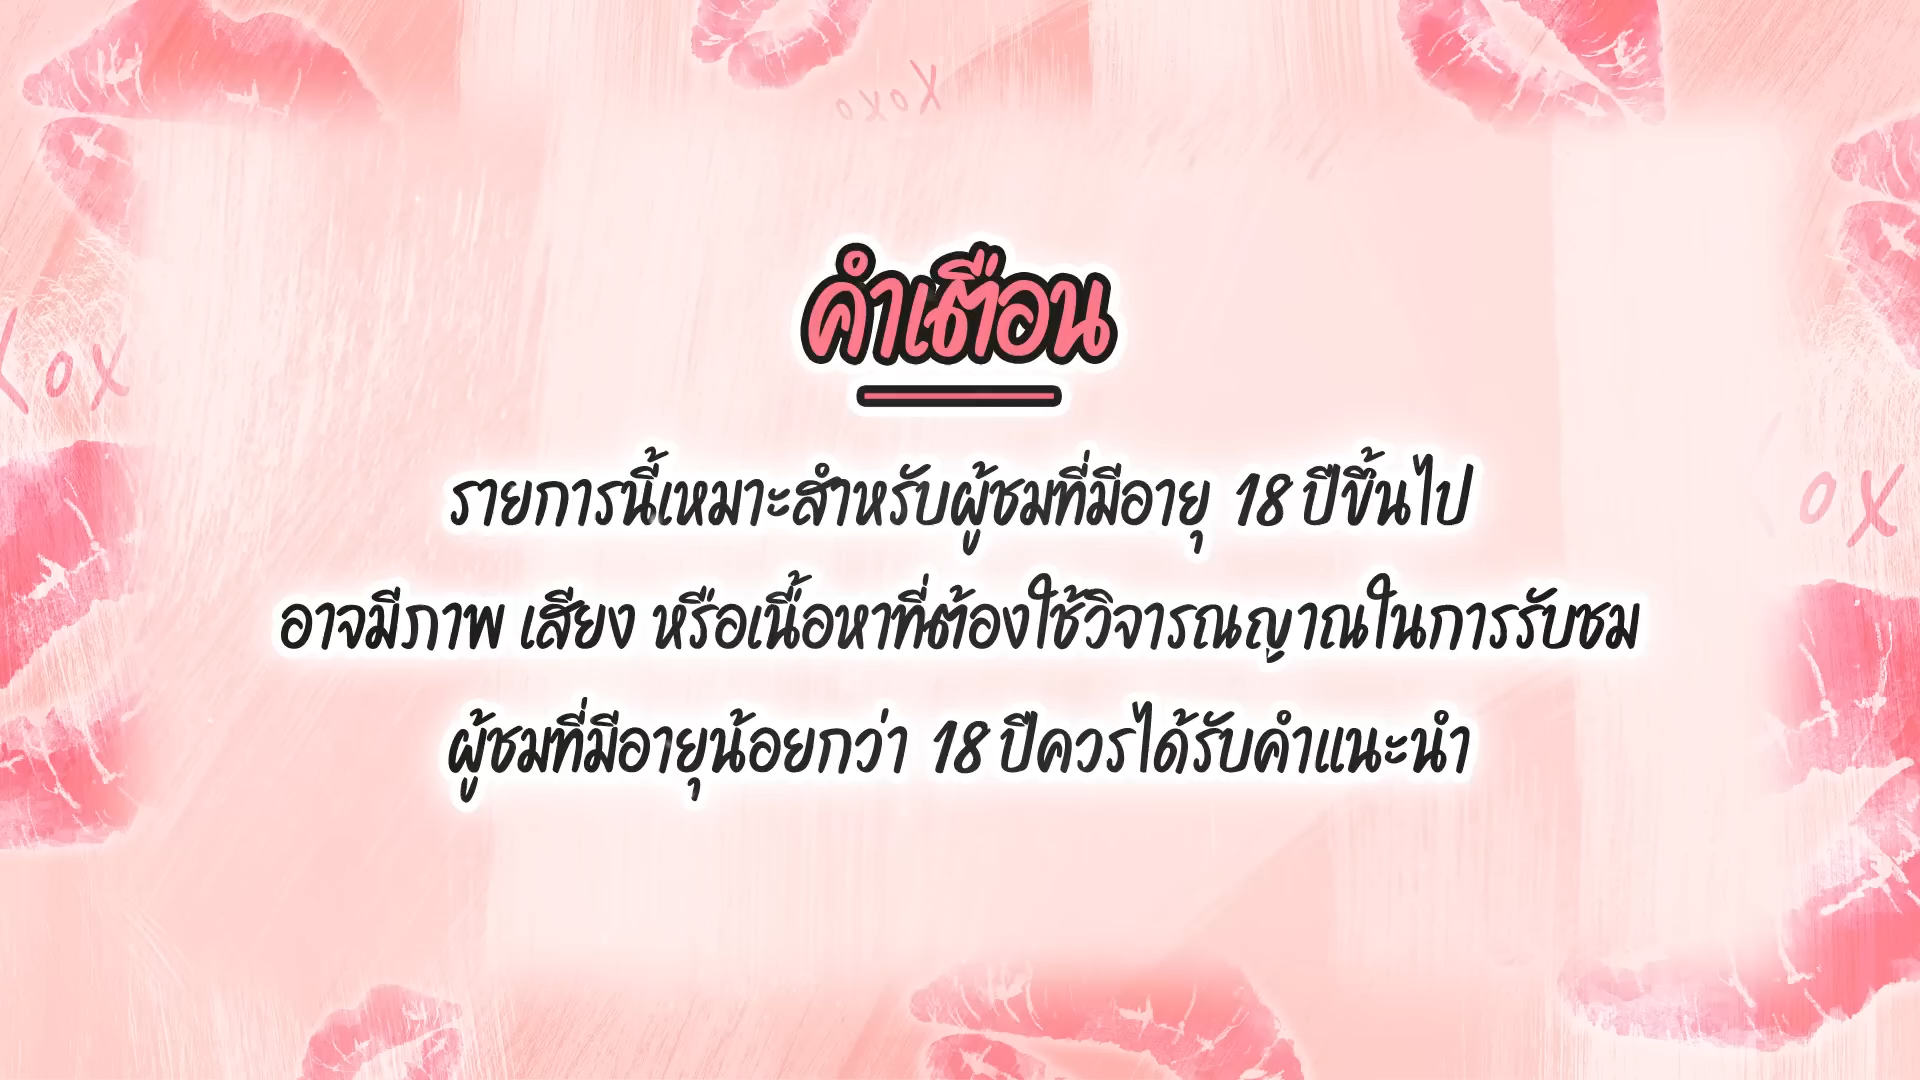 xoxo
คำเตือน
รายการนี้เหมาะสำหรับผู้ชมที่มีอายุ 18 ปีขึ้นไป
xox
ox
อาจมีภาพ เสียง หรือเนื้อหาที่ต้องใช้วิจารณญาณในการรับชม
ผู้ชมที่มีอายุน้อยกว่า 18 ปีควรได้รับคำแนะนำ